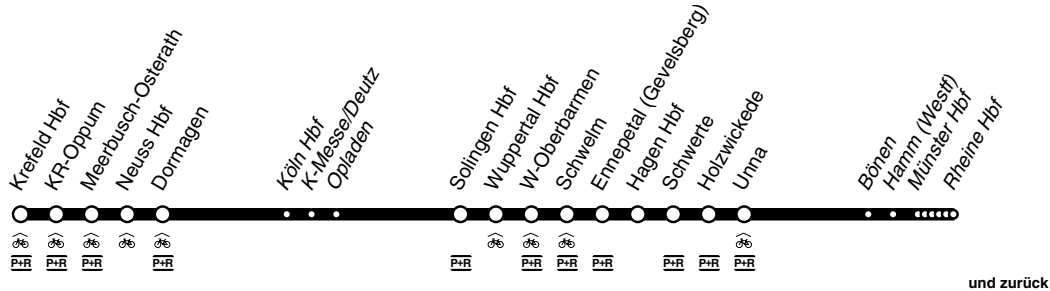 Krefeld Hbf
KR-Oppum
Meerbusch-Osterath
Neuss Hbf
Dormagen
Köln Hbf
K-Messe/Deutz
Opladen
Solingen Hbf
Wuppertal Hbf
W-Oberbarmen
Schwelm
Ennepetal (Gevelsberg)
Hagen Hbf
Schwerte
Holzwickede
Unna
Bönen
Hamm (Westf)
Münster Hbf
Rheine Hbf
P+R P+R P+R P+R P+R P+R P+R P+R P+R P+R P+R
und zurück